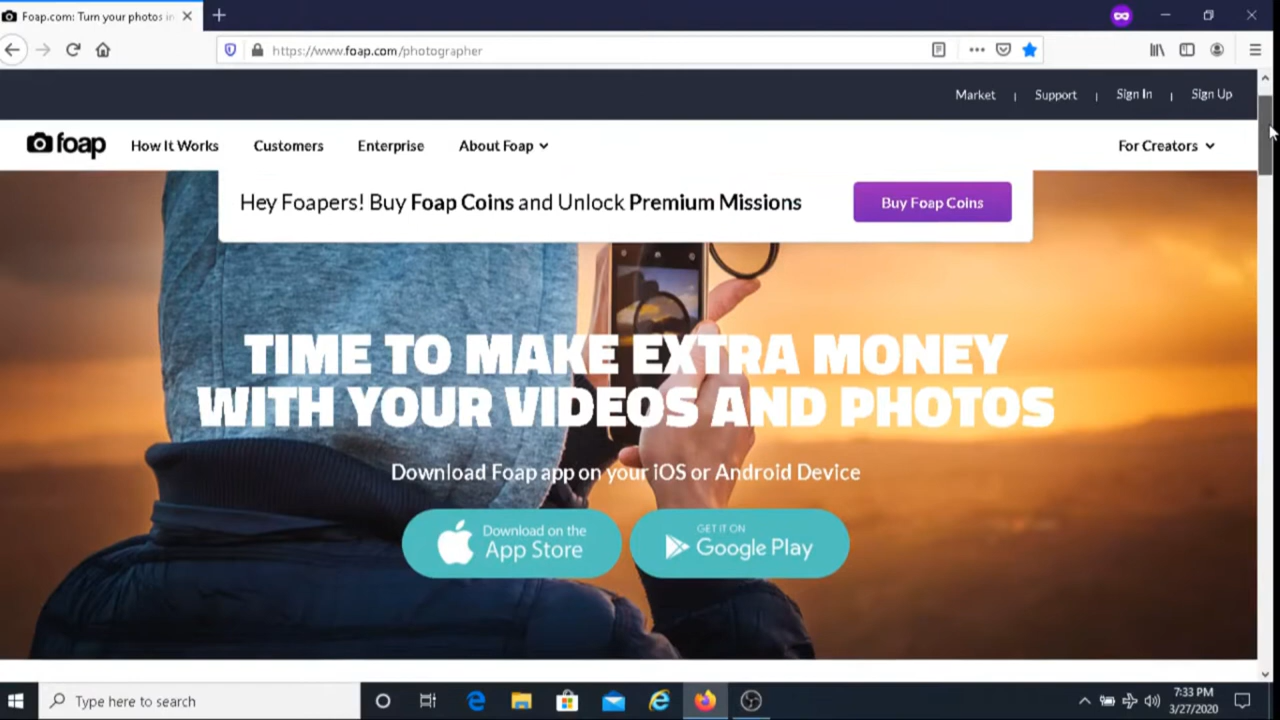 Foap.com: Turn your photos in
https://www.foap.com/photographer
Market | Support | Sign In | Sign Up
foap How It Works Customers Enterprise About Foap For Creators
Hey Foapers! Buy Foap Coins and Unlock Premium Missions Buy Foap Coins
TIME TO MAKE EXTRA MONEY
WITH YOUR VIDEOS AND PHOTOS
Download Foap app on your iOS or Android Device
Download on the
App Store
GET IT ON
Google Play
Type here to search
7:33 PM
3/27/2020